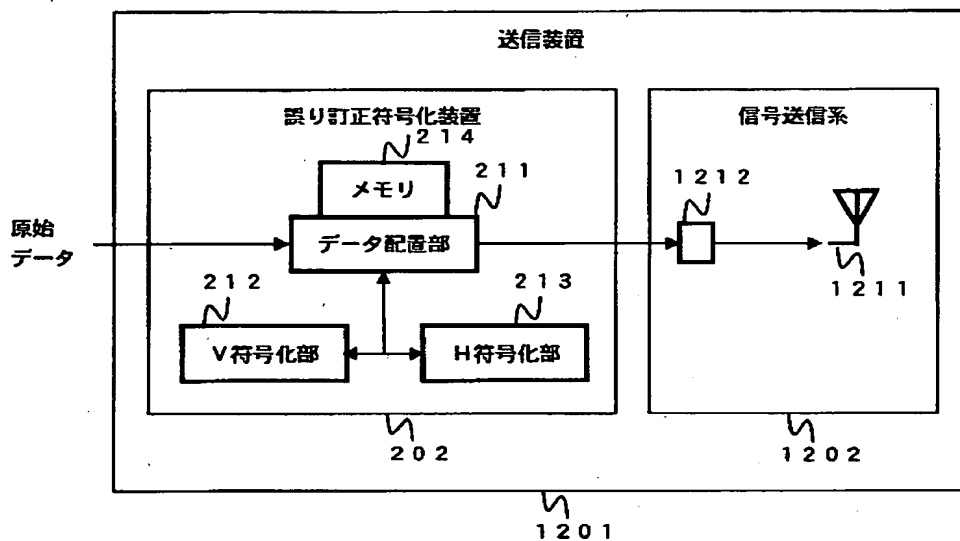 送信装置
誤り訂正符号化装置
信号送信系
214
メモリ
211
1212
原始
データ
データ配置部
1211
212
213
V符号化部
H符号化部
202
1202
1201